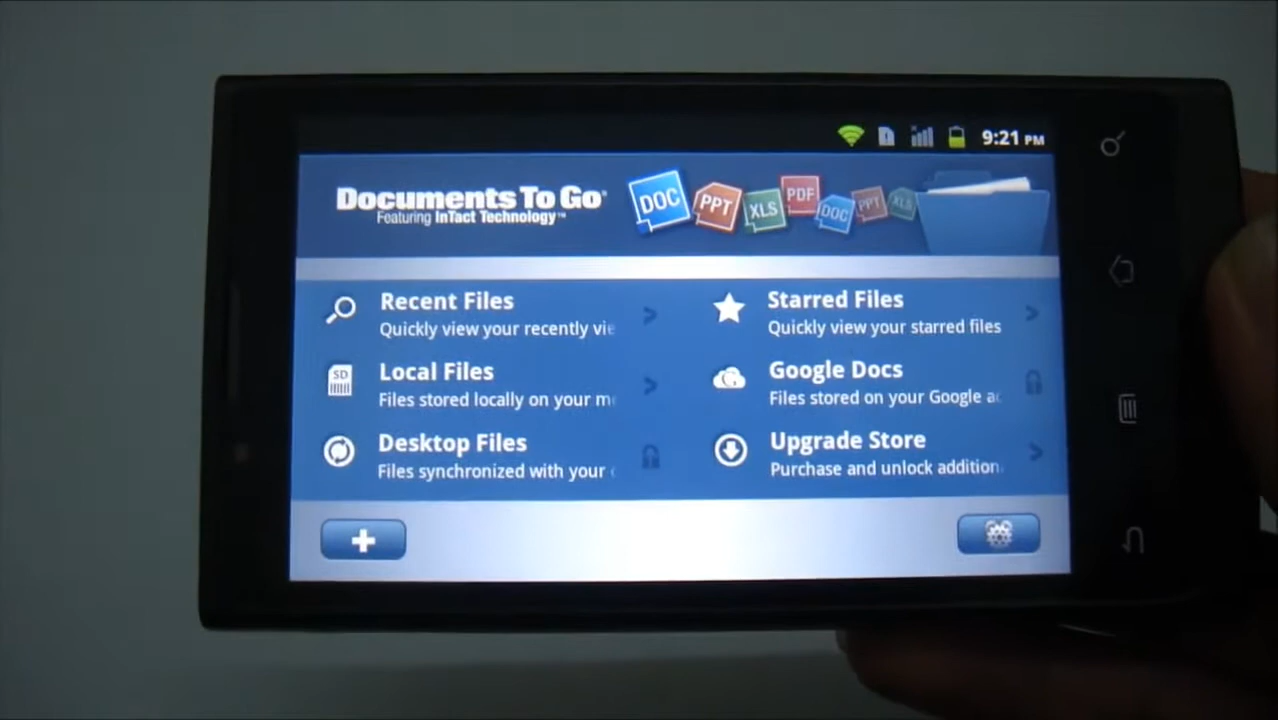 9:21 PM
Documents To Go®
Featuring InTact Technology™
DOC PPT XLS PDF DOC PPT XLS
Recent Files
Quickly view your recently vie
Starred Files
Quickly view your starred files
SD
Local Files
Files stored locally on your m
Google Docs
Files stored on your Google ac
Desktop Files
Files synchronized with your
Upgrade Store
Purchase and unlock addition